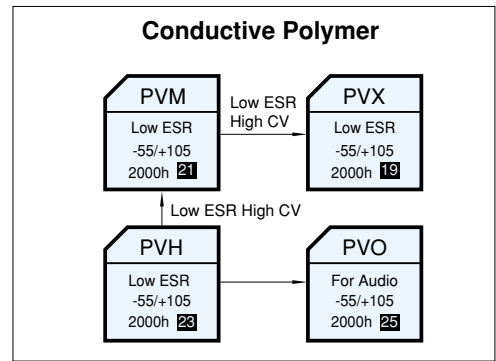 Conductive Polymer
PVM
Low ESR
-55/+105
2000h 21
Low ESR
High CV
PVX
Low ESR
-55/+105
2000h 19
Low ESR High CV
PVH
Low ESR
-55/+105
2000h 23
PVO
For Audio
-55/+105
2000h 25